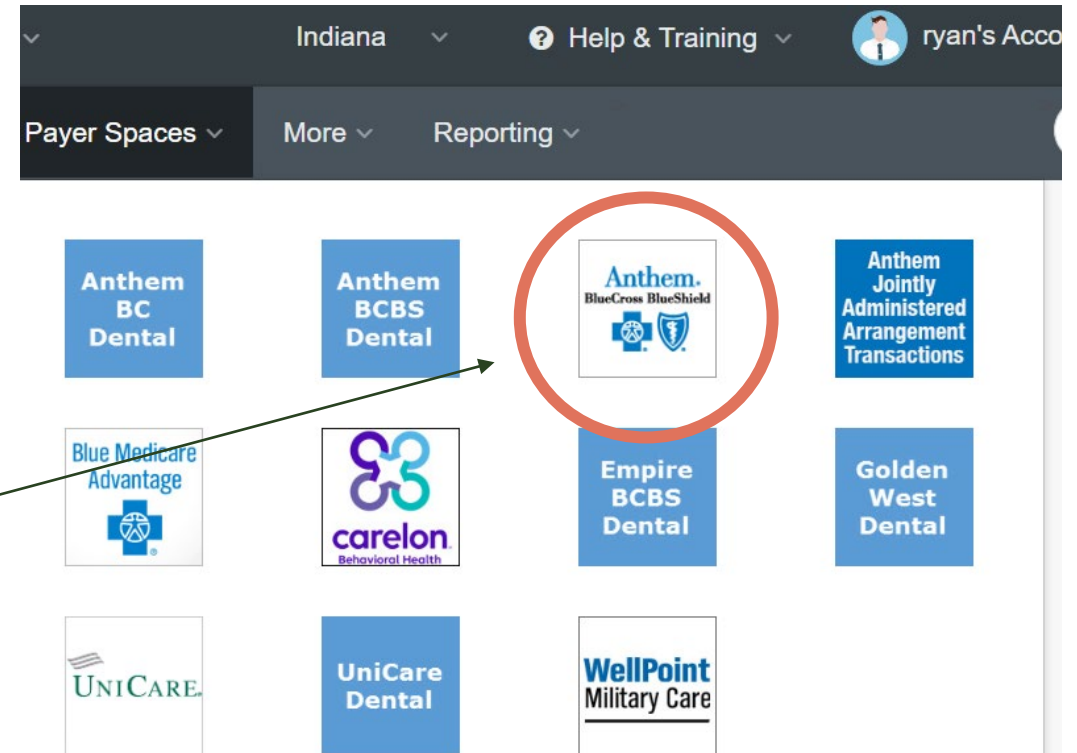 Indiana
Help & Training
ryan's Acco
Payer Spaces
More
Reporting
Anthem
BC
Dental
Anthem
BCBS
Dental
Anthem.
BlueCross BlueShield
Anthem
Jointly
Administered
Arrangement
Transactions
Blue Medicare
Advantage
carelon.
Behavioral Health
Empire
BCBS
Dental
Golden
West
Dental
UNICARE.
UniCare
Dental
WellPoint
Military Care